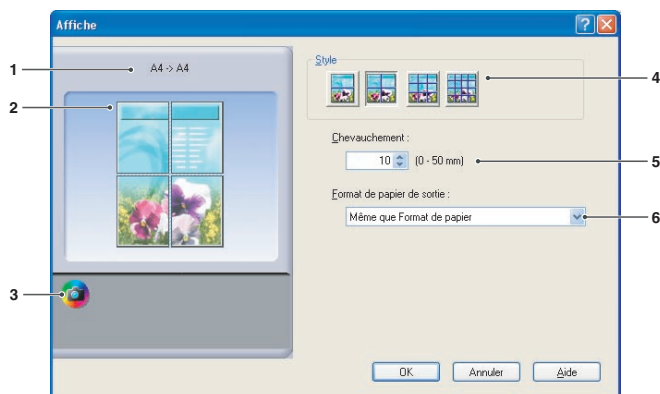 Affiche
1
A4 -> A4
2
3
Style
4
Chevauchement :
10 (0 - 50 mm)
5
Format de papier de sortie :
Même que Format de papier
6
OK Annuler Aide